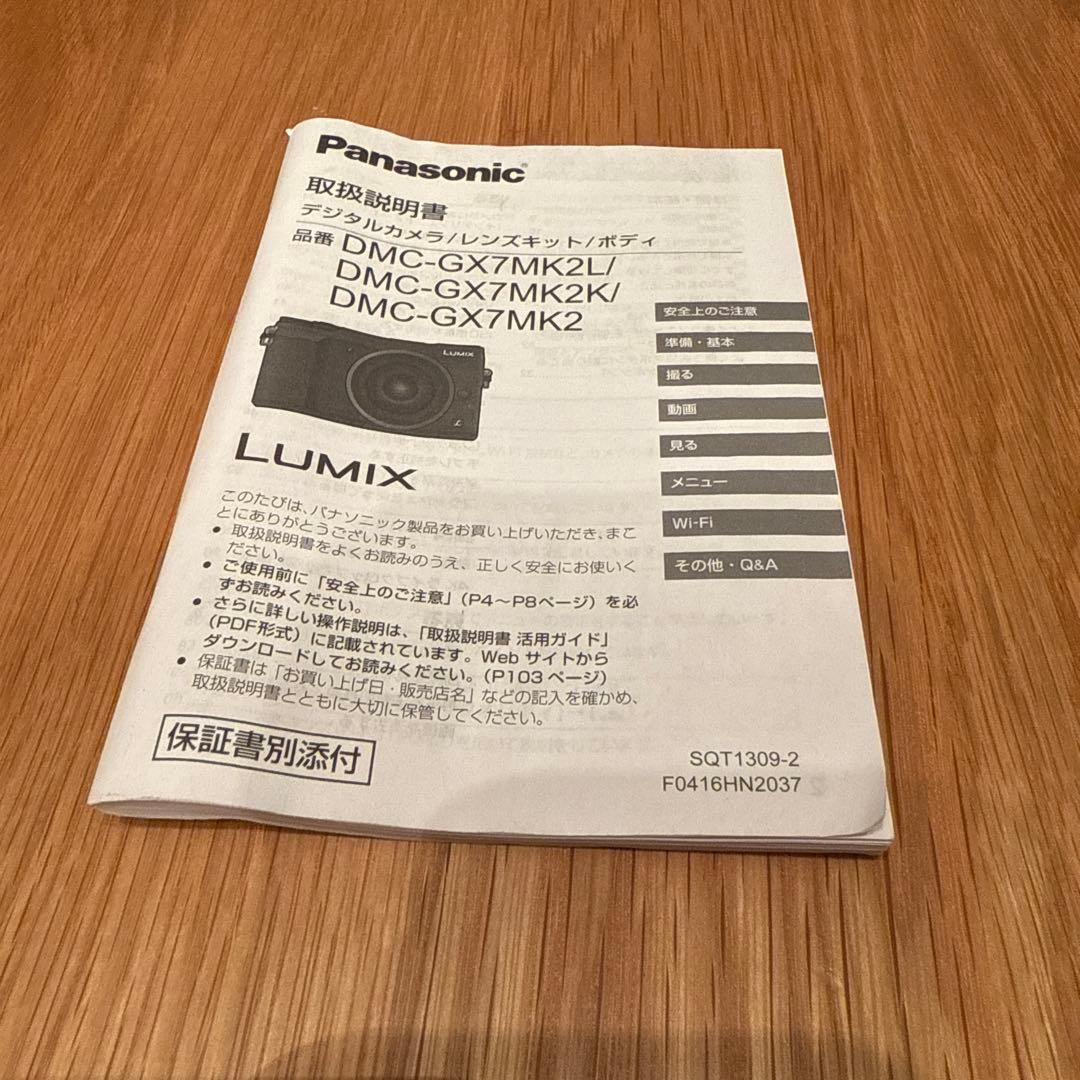 Panasonic
取扱説明書
デジタルカメラ/レンズキット/ボディ
品番 DMC-GX7MK2L/
DMC-GX7MK2K/
DMC-GX7MK2
LUMIX
L
LUMIX
このたびは、パナソニック製品をお買い上げいただき、まこ
とにありがとうございます。
● 取扱説明書をよくお読みのうえ、正しく安全にお使いく
ださい。
● ご使用前に「安全上のご注意」(P4～P8ページ)を必
ずお読みください。
● さらに詳しい操作説明は、「取扱説明書 活用ガイド」
(PDF形式)に記載されています。Web サイトから
ダウンロードしてお読みください。(P103 ページ)
● 保証書は「お買い上げ日・販売店名」などの記入を確かめ、
取扱説明書とともに大切に保管してください。
保証書別添付
安全上のご注意
準備・基本
撮る
動画
見る
メニュー
Wi-Fi
その他・Q&A
SQT1309-2
F0416HN2037